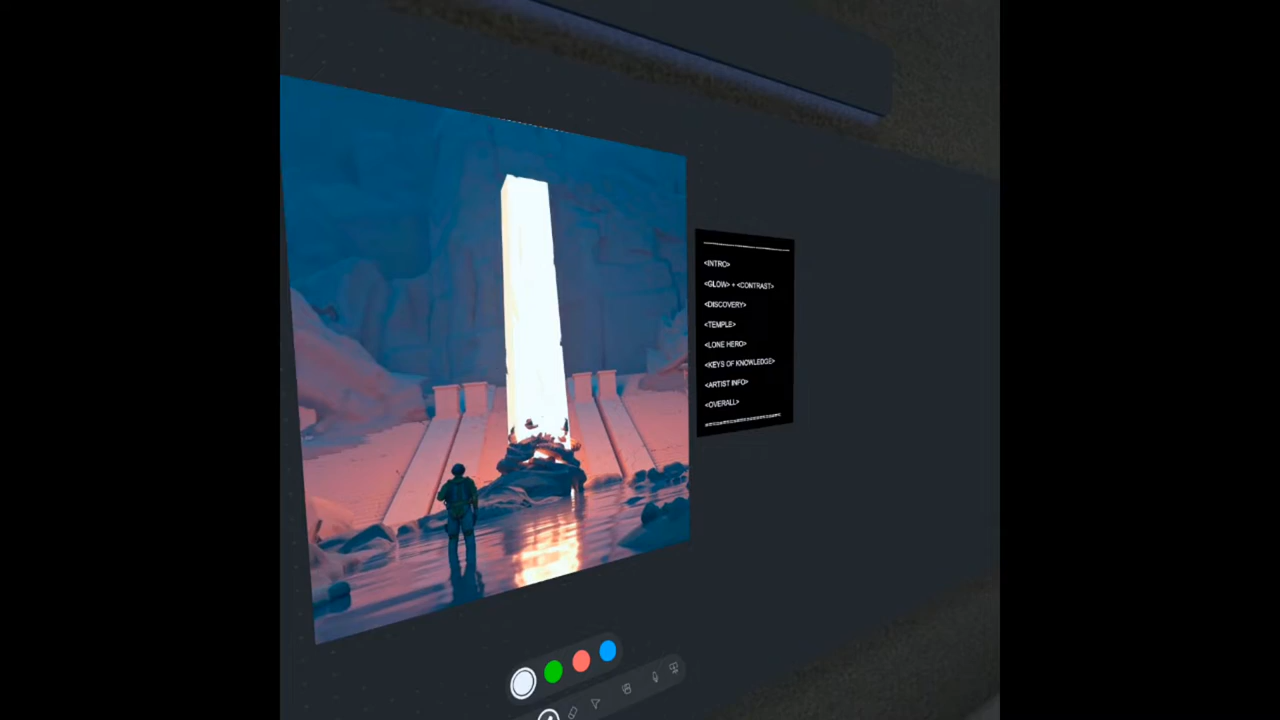 <INTRO>
<GLOW> + <CONTRAST>
<DISCOVERY>
<TEMPLE>
<LONE HERO>
<KEYS OF KNOWLEDGE>
<ARTIST INFO>
<OVERALL>